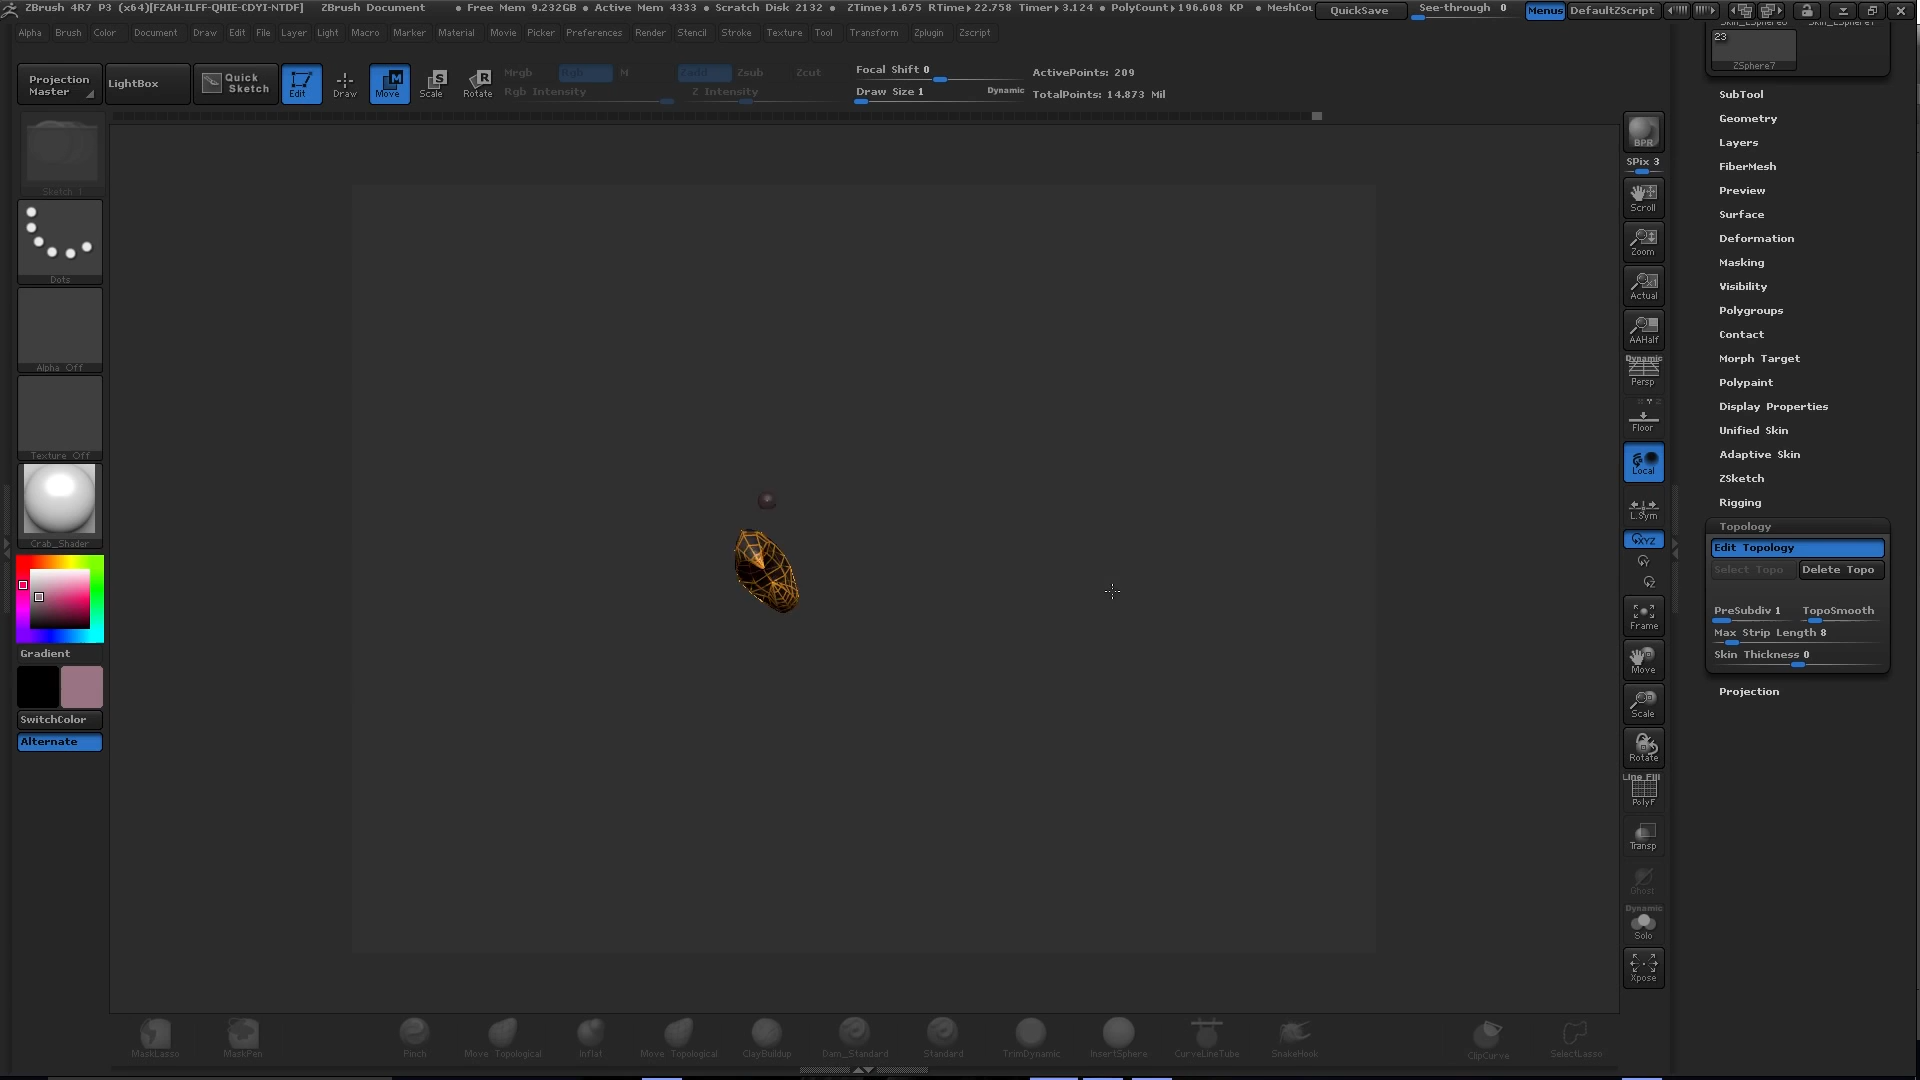 ZBrush 4R7 P3 (x64)[FZAH-ILFF-QHIE-CDYI-NTDF] ZBrush Document • Free Mem 9.232GB • Active Mem 4333 • Scratch Disk 2132 • ZTime▸1.675 RTime▸22.758 Timer▸3.124 • PolyCount▸196.608 KP • MeshCou QuickSave See-through 0 Menus DefaultZScript
Alpha Brush Color Document Draw Edit File Layer Light Macro Marker Material Movie Picker Preferences Render Stencil Stroke Texture Tool Transform Zplugin Zscript
Projection Master
LightBox
Quick Sketch
Edit
Draw
Move
Scale
Rotate
Mrgb Rgb M
Rgb Intensity
Zadd Zsub Zcut
Z Intensity
Focal Shift 0
Draw Size 1
Dynamic
ActivePoints: 209
TotalPoints: 14.873 Mil
Sketch 1
Dots
Alpha Off
Texture Off
Crab_Shader
Gradient
SwitchColor
Alternate
BPR
SPix 3
Scroll
Zoom
Actual
AAHalf
Dynamic
Persp
Floor
Local
L.Sym
XYZ
Y
Z
Frame
Move
Scale
Rotate
Line Fill
PolyF
Transp
Ghost
Dynamic
Solo
Xpose
23
ZSphere7
SubTool
Geometry
Layers
FiberMesh
Preview
Surface
Deformation
Masking
Visibility
Polygroups
Contact
Morph Target
Polypaint
Display Properties
Unified Skin
Adaptive Skin
ZSketch
Rigging
Topology
Edit Topology
Select Topo Delete Topo
PreSubdiv 1 TopoSmooth
Max Strip Length 8
Skin Thickness 0
Projection
MaskLasso MaskPen Pinch Move Topological Inflat Move Topological ClayBuildup Dam_Standard Standard TrimDynamic InsertSphere CurveLineTube SnakeHook ClipCurve SelectLasso